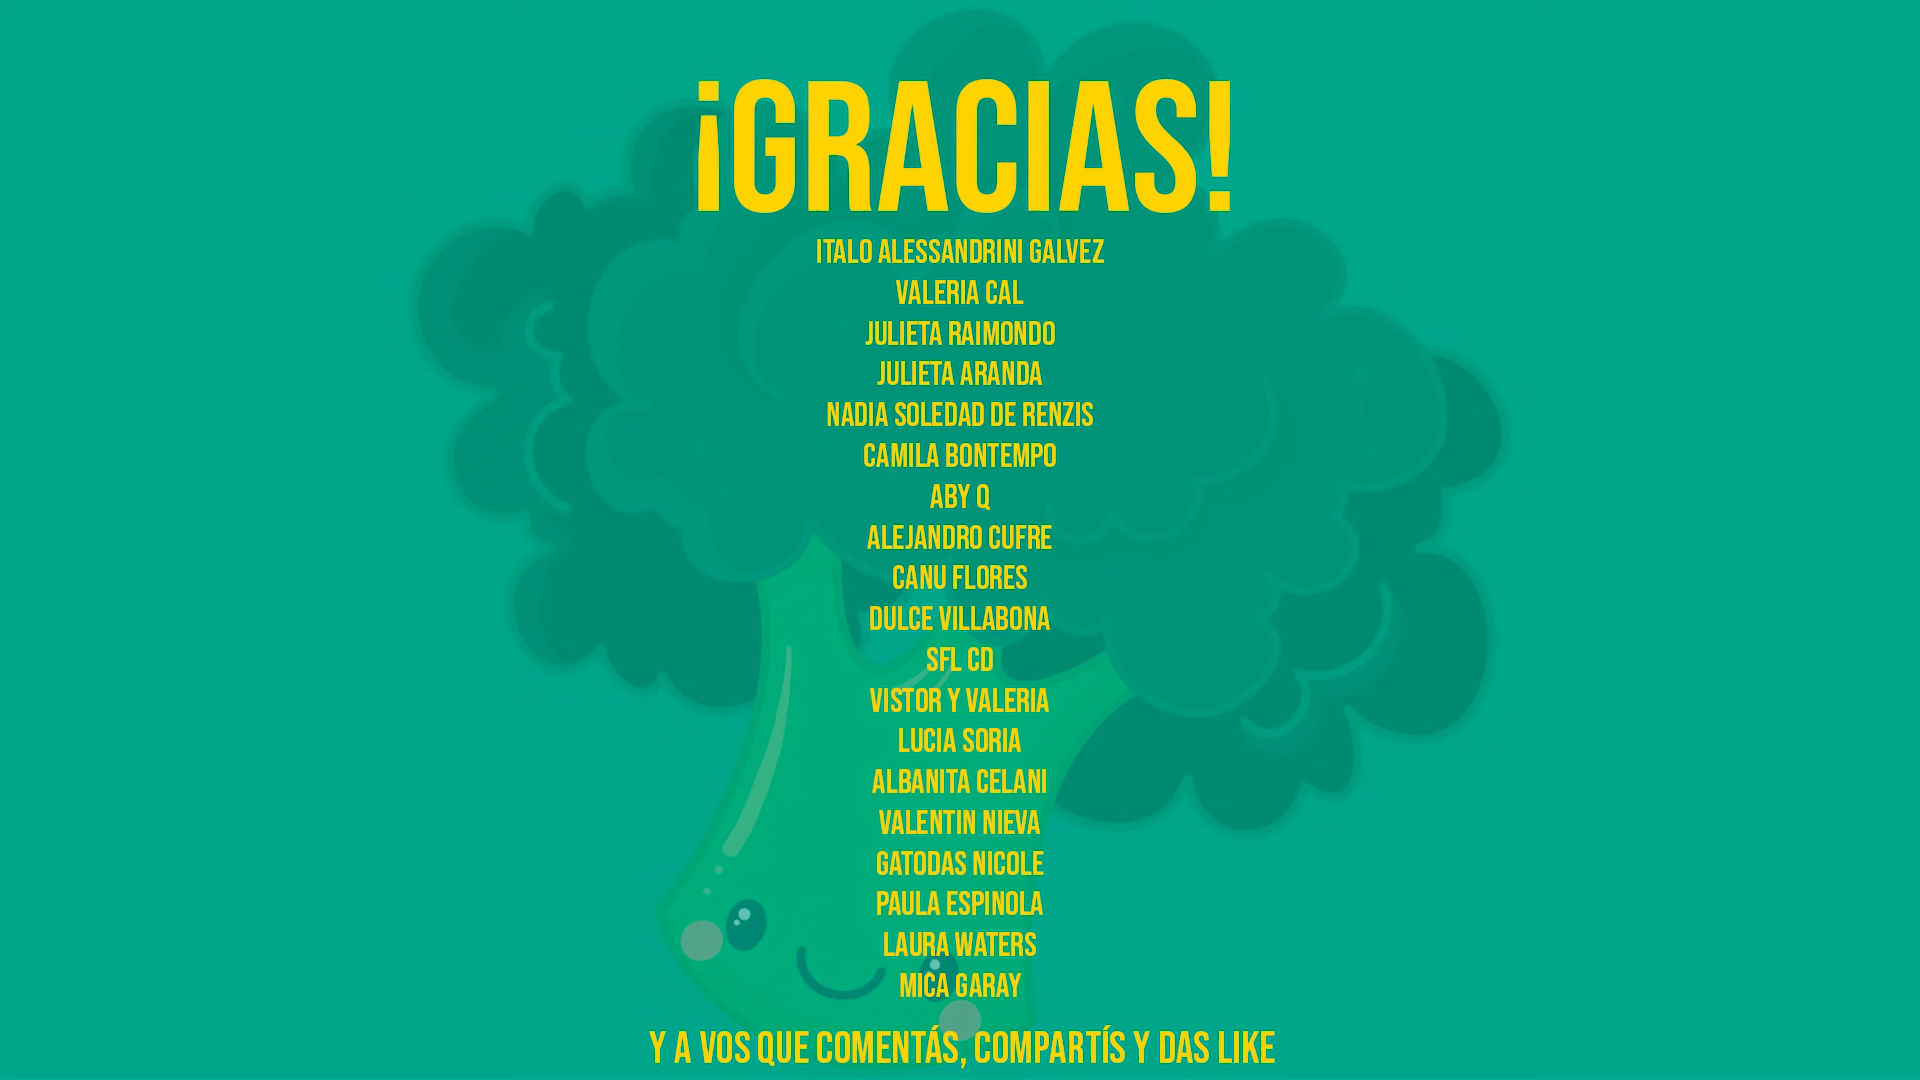 ¡GRACIAS!
ITALO ALESSANDRINI GALVEZ
VALERIA CAL
JULIETA RAIMONDO
JULIETA ARANDA
NADIA SOLEDAD DE RENZIS
CAMILA BONTEMPO
ABY Q
ALEJANDRO CUFRE
CANU FLORES
DULCE VILLABONA
SFL CD
VISTOR Y VALERIA
LUCIA SORIA
ALBANITA CELANI
VALENTIN NIEVA
GATODAS NICOLE
PAULA ESPINOLA
LAURA WATERS
MICA GARAY
Y A VOS QUE COMENTÁS, COMPARTÍS Y DAS LIKE